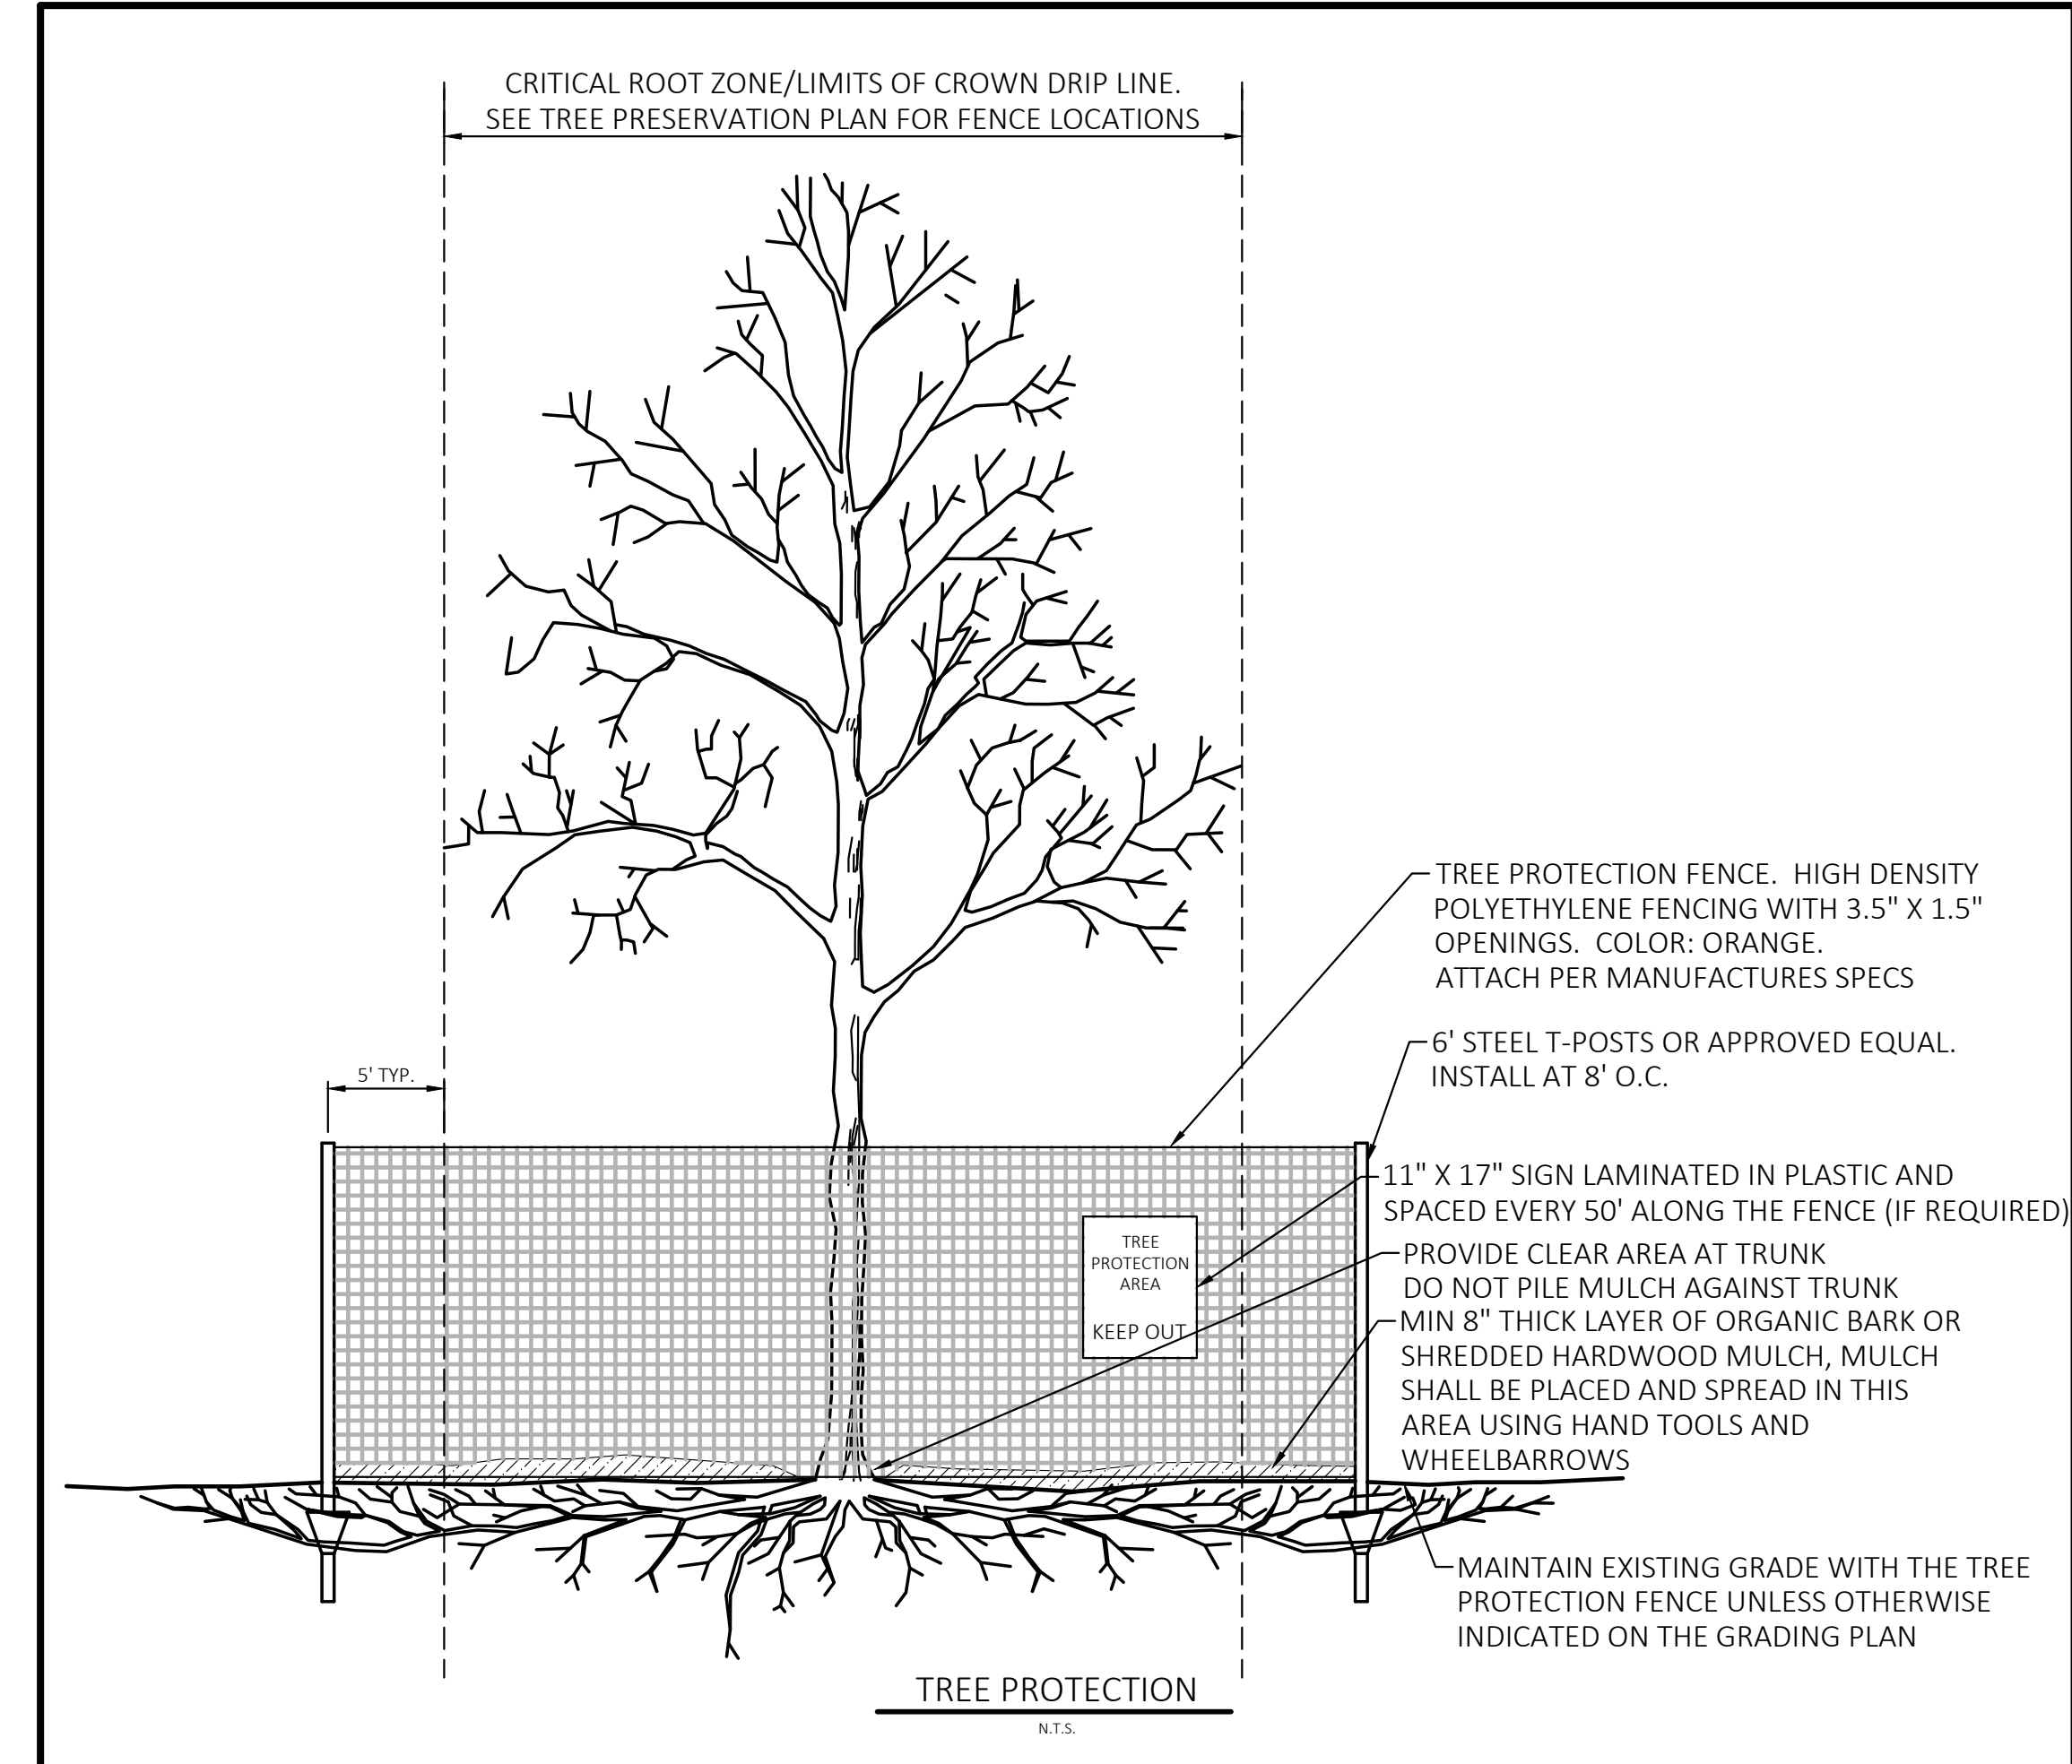 CRITICAL ROOT ZONE/LIMITS OF CROWN DRIP LINE.
SEE TREE PRESERVATION PLAN FOR FENCE LOCATIONS
TREE PROTECTION FENCE.  HIGH DENSITY
POLYETHYLENE FENCING WITH 3.5" X 1.5"
OPENINGS.  COLOR: ORANGE.
ATTACH PER MANUFACTURES SPECS
6' STEEL T-POSTS OR APPROVED EQUAL.
INSTALL AT 8' O.C.
5' TYP.
11" X 17" SIGN LAMINATED IN PLASTIC AND
SPACED EVERY 50' ALONG THE FENCE (IF REQUIRED)
TREE
PROTECTION
AREA
KEEP OUT
PROVIDE CLEAR AREA AT TRUNK
DO NOT PILE MULCH AGAINST TRUNK
MIN 8" THICK LAYER OF ORGANIC BARK OR
SHREDDED HARDWOOD MULCH, MULCH
SHALL BE PLACED AND SPREAD IN THIS
AREA USING HAND TOOLS AND
WHEELBARROWS
MAINTAIN EXISTING GRADE WITH THE TREE
PROTECTION FENCE UNLESS OTHERWISE
INDICATED ON THE GRADING PLAN
TREE PROTECTION
N.T.S.